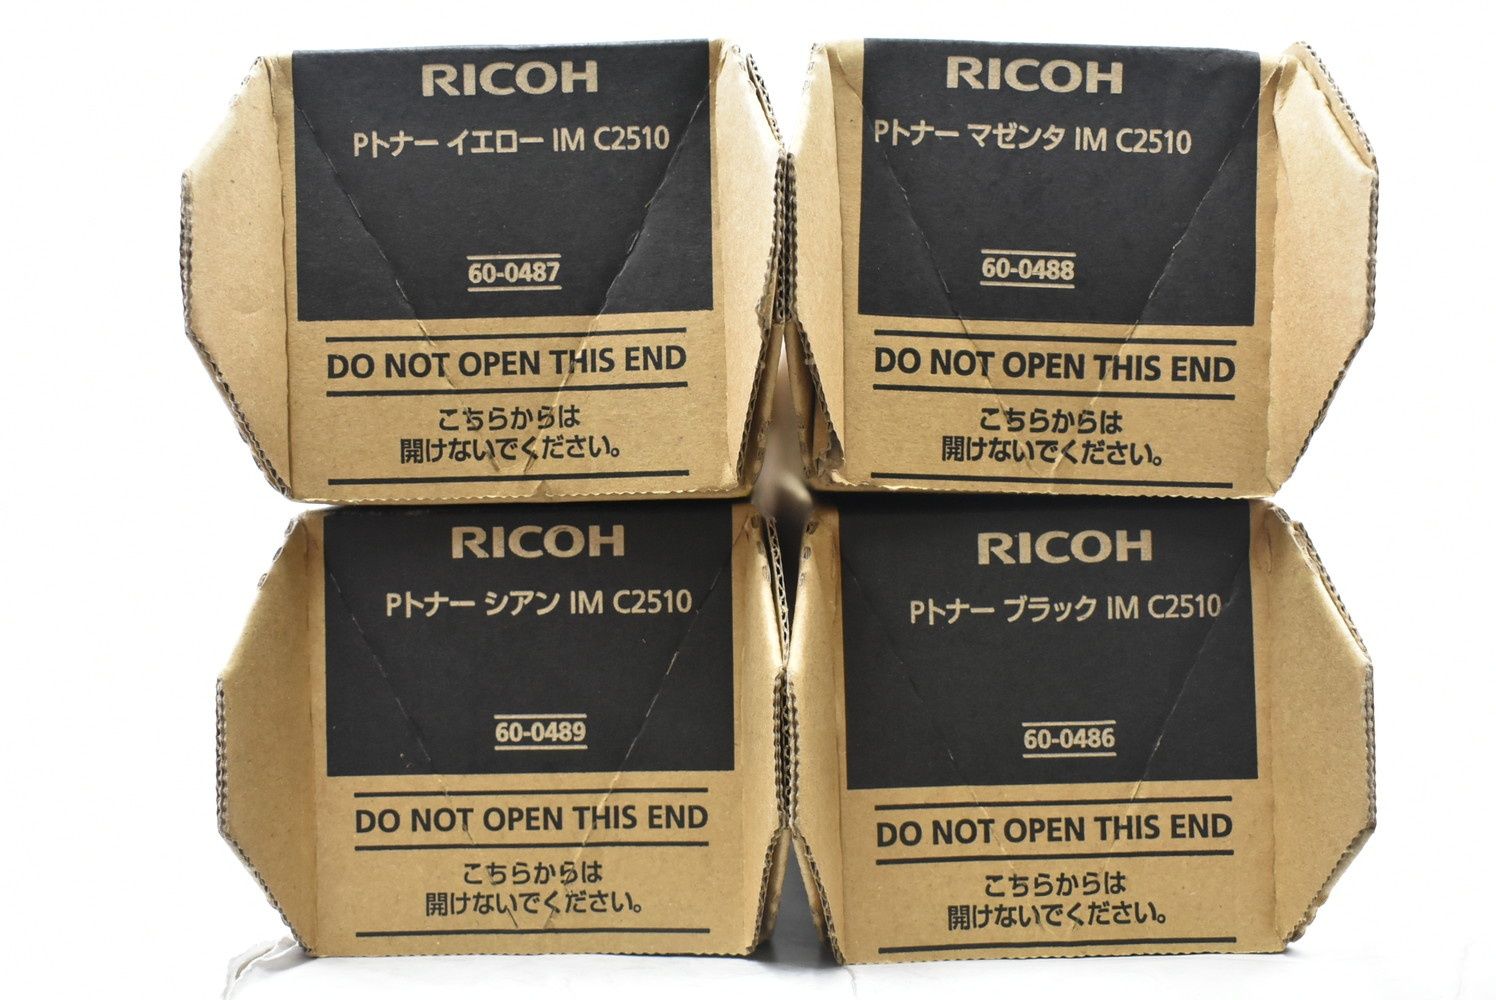 RICOH
Pトナー イエロー IM C2510
60-0487
DO NOT OPEN THIS END
こちらからは
開けないでください。
RICOH
Pトナー マゼンタ IM C2510
60-0488
DO NOT OPEN THIS END
こちらからは
開けないでください。
RICOH
Pトナー シアン IM C2510
60-0489
DO NOT OPEN THIS END
こちらからは
開けないでください。
RICOH
Pトナー ブラック IM C2510
60-0486
DO NOT OPEN THIS END
こちらからは
開けないでください。